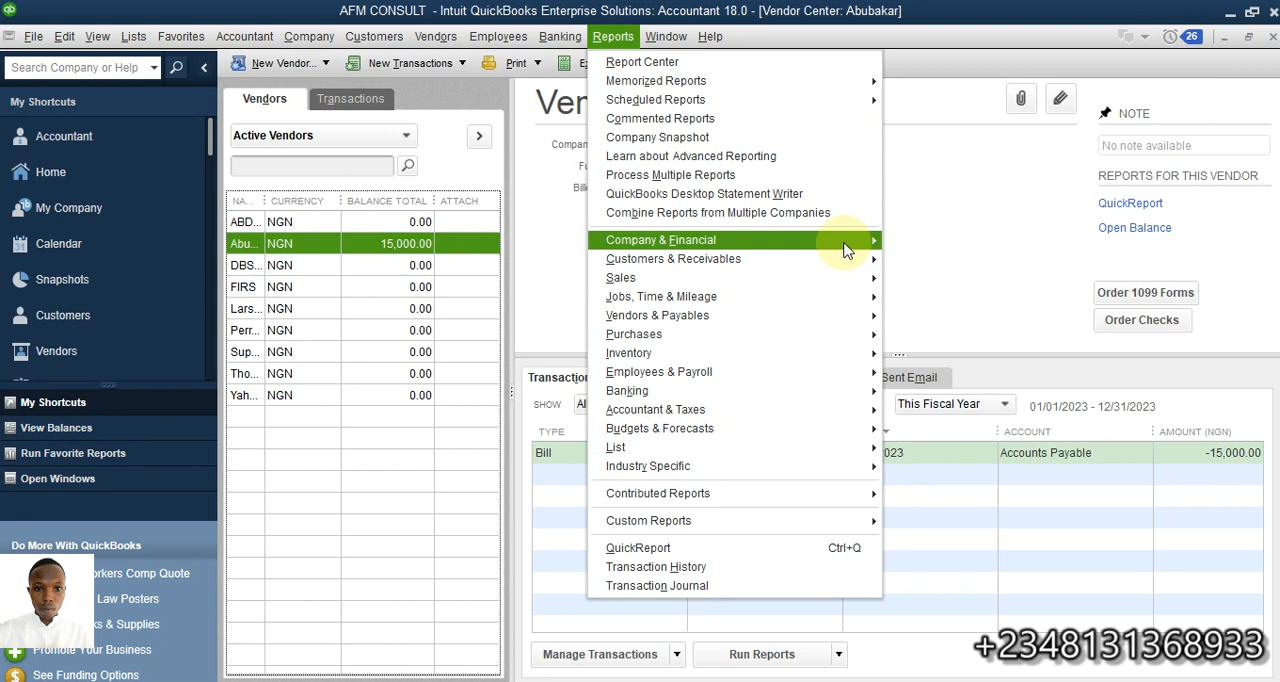 AFM CONSULT - Intuit QuickBooks Enterprise Solutions: Accountant 18.0 - [Vendor Center: Abubakar]
File Edit View Lists Favorites Accountant Company Customers Vendors Employees Banking Reports Window Help
26
Search Company or Help
New Vendor... New Transactions Print
My Shortcuts
Accountant
Home
My Company
Calendar
Snapshots
Customers
Vendors
My Shortcuts
View Balances
Run Favorite Reports
Open Windows
Do More With QuickBooks
orkers Comp Quote
Law Posters
ks & Supplies
Promote Your Business
See Funding Options
Vendors Transactions
Active Vendors
NA... CURRENCY BALANCE TOTAL ATTACH
ABD... NGN 0.00
Abu... NGN 15,000.00
DBS... NGN 0.00
FIRS NGN 0.00
Lars... NGN 0.00
Perr... NGN 0.00
Sup... NGN 0.00
Tho... NGN 0.00
Yah... NGN 0.00
Report Center
Memorized Reports
Scheduled Reports
Commented Reports
Company Snapshot
Learn about Advanced Reporting
Process Multiple Reports
QuickBooks Desktop Statement Writer
Combine Reports from Multiple Companies
Company & Financial
Customers & Receivables
Sales
Jobs, Time & Mileage
Vendors & Payables
Purchases
Inventory
Employees & Payroll
Banking
Accountant & Taxes
Budgets & Forecasts
List
Industry Specific
Contributed Reports
Custom Reports
QuickReport Ctrl+Q
Transaction History
Transaction Journal
Ven
Compan
Fu
Bille
NOTE
No note available
REPORTS FOR THIS VENDOR
QuickReport
Open Balance
Order 1099 Forms
Order Checks
Transaction
Sent Email
SHOW Al
This Fiscal Year 01/01/2023 - 12/31/2023
TYPE ACCOUNT AMOUNT (NGN)
Bill 023 Accounts Payable -15,000.00
Manage Transactions Run Reports
+2348131368933